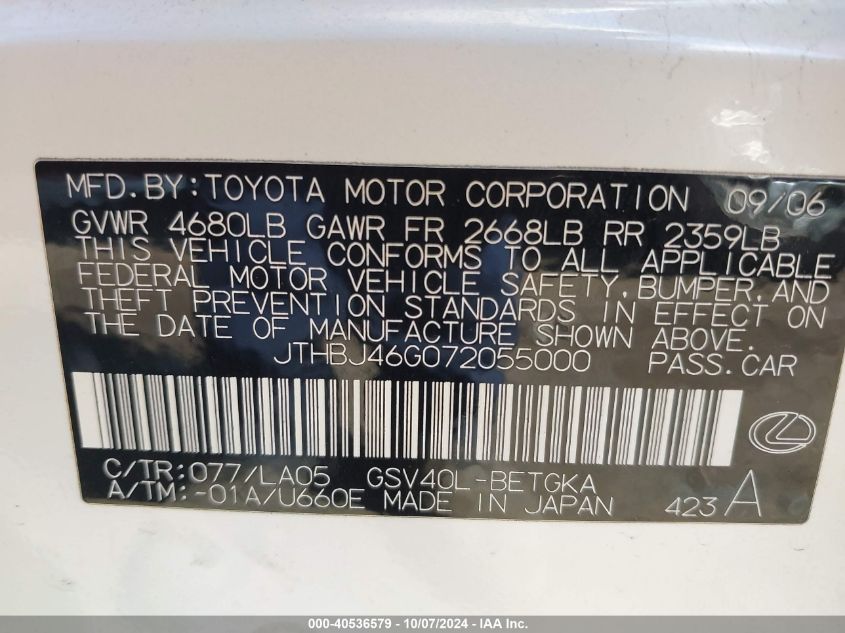 MFD.BY:TOYOTA MOTOR CORPORATION 09/06
GVWR 4680LB GAWR FR 2668LB RR 2359LB
THIS VEHICLE CONFORMS TO ALL APPLICABLE
FEDERAL MOTOR VEHICLE SAFETY,BUMPER,AND
THEFT PREVENTION STANDARDS IN EFFECT ON
THE DATE OF MANUFACTURE SHOWN ABOVE.
JTHBJ46G072055000 PASS.CAR
C/TR:077/LA05 GSV40L-BETGKA
A/TM:-01A/U660E MADE IN JAPAN 423A
000-40536579 - 10/07/2024 - IAA Inc.